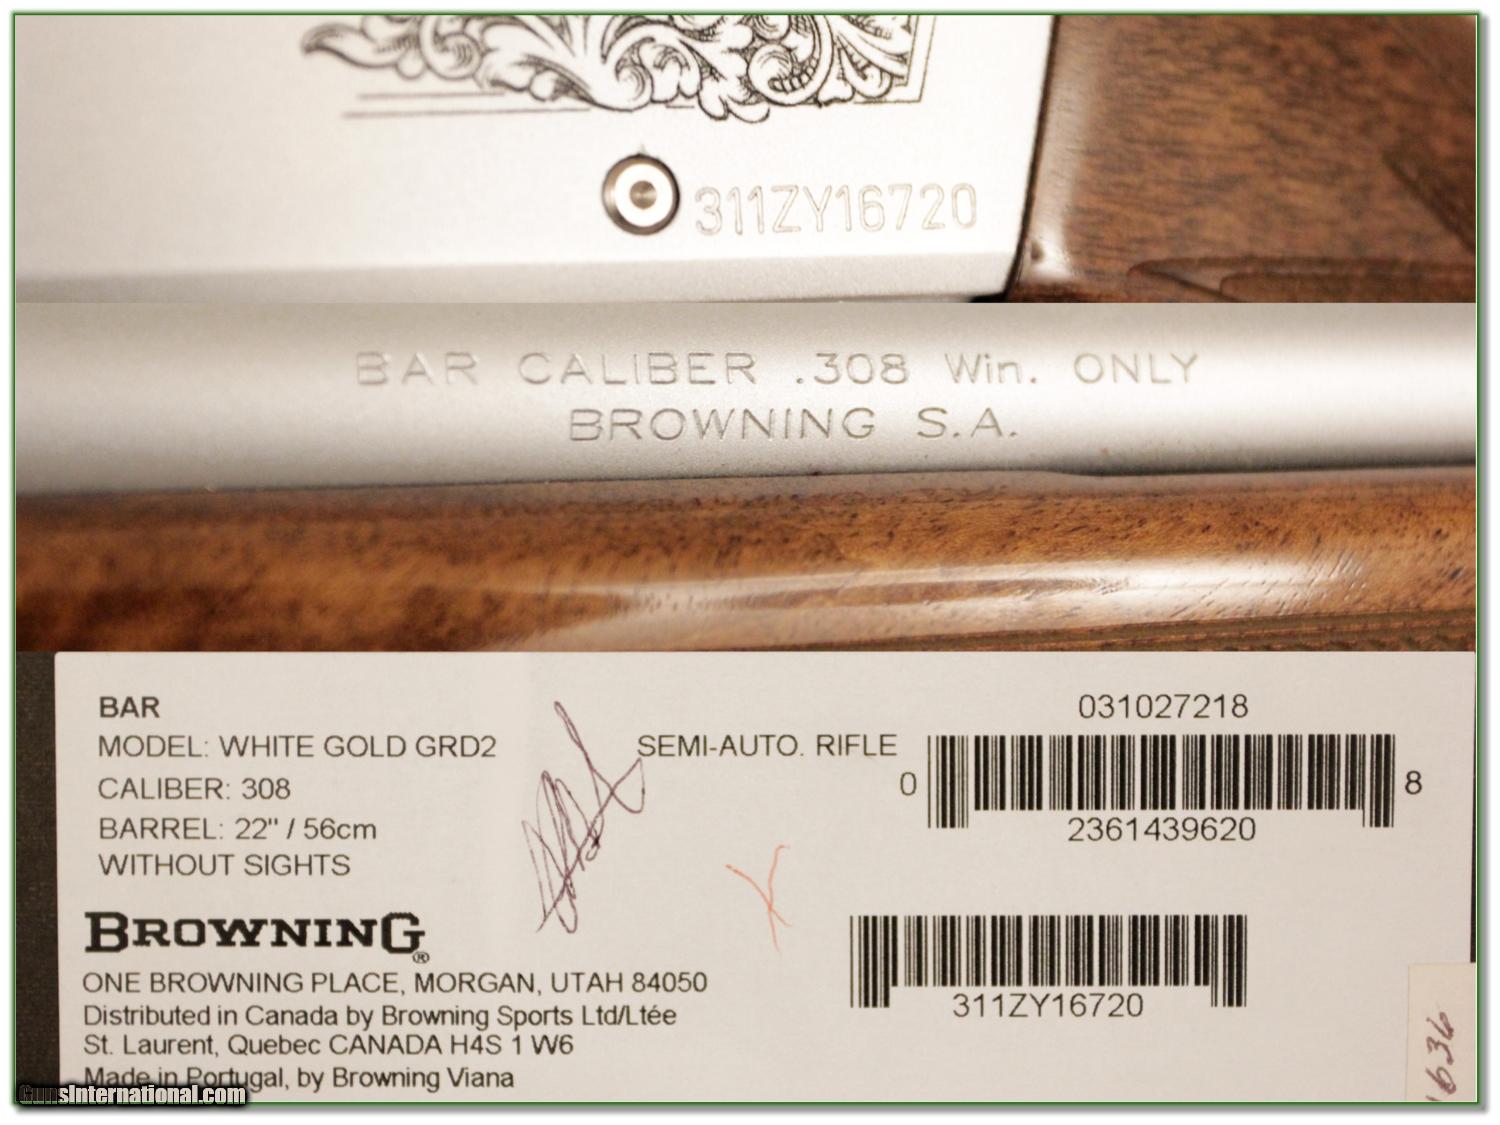 311ZY16720
BAR CALIBER .308 Win. ONLY
BROWNING S.A.
BAR
MODEL: WHITE GOLD GRD2
CALIBER: 308
BARREL: 22" / 56cm
WITHOUT SIGHTS
SEMI-AUTO. RIFLE
031027218
0 8
2361439620
BROWNING®
ONE BROWNING PLACE, MORGAN, UTAH 84050
Distributed in Canada by Browning Sports Ltd/Ltée
St. Laurent, Quebec CANADA H4S 1 W6
Made in Portugal, by Browning Viana
311ZY16720
1636
GunsInternational.com